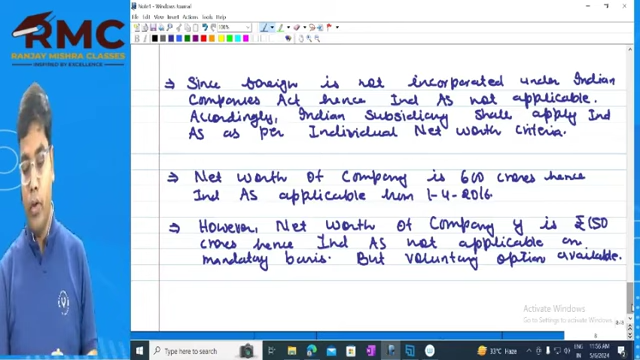 RMC
RANJAY MISHRA CLASSES
INSPIRED BY EXCELLENCE
Note1 - Windows Journal
File Edit View Insert Actions Tools Help
⇒ Since foreign is not incorporated under Indian
Companies Act hence Ind AS not applicable.
Accordingly, Indian Subsidiary shall apply Ind
AS as per Individual Net worth criteria.
⇒ Net worth of Company is 600 crores hence
Ind AS applicable from 1-4-2016
⇒ However, Net Worth of Company Y is ₹150
crores hence Ind AS not applicable on
mandatory basis. But voluntary option available.
Activate Windows
Go to Settings to activate Windows.
Type here to search
33°C Haze
ENG
IN
11:56 AM
5/6/2024